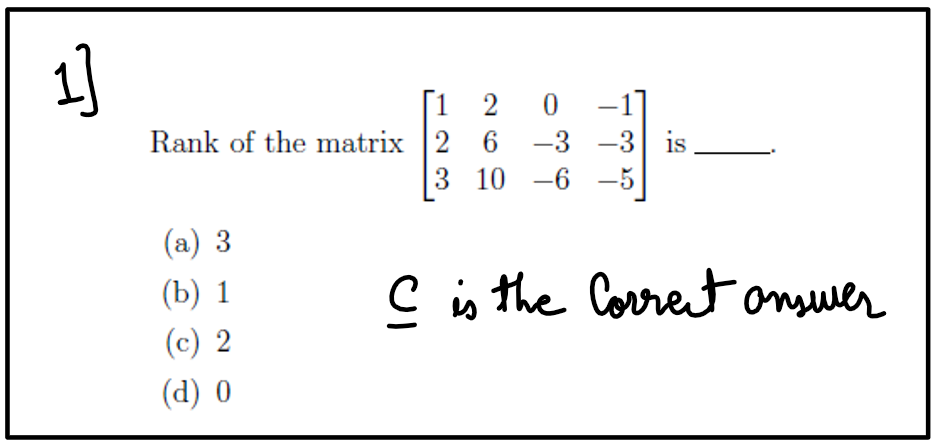 1]
Rank of the matrix [1 2 0 −1
2 6 −3 −3
3 10 −6 −5] is _____.
(a) 3
(b) 1
(c) 2
(d) 0
C is the Correct answer